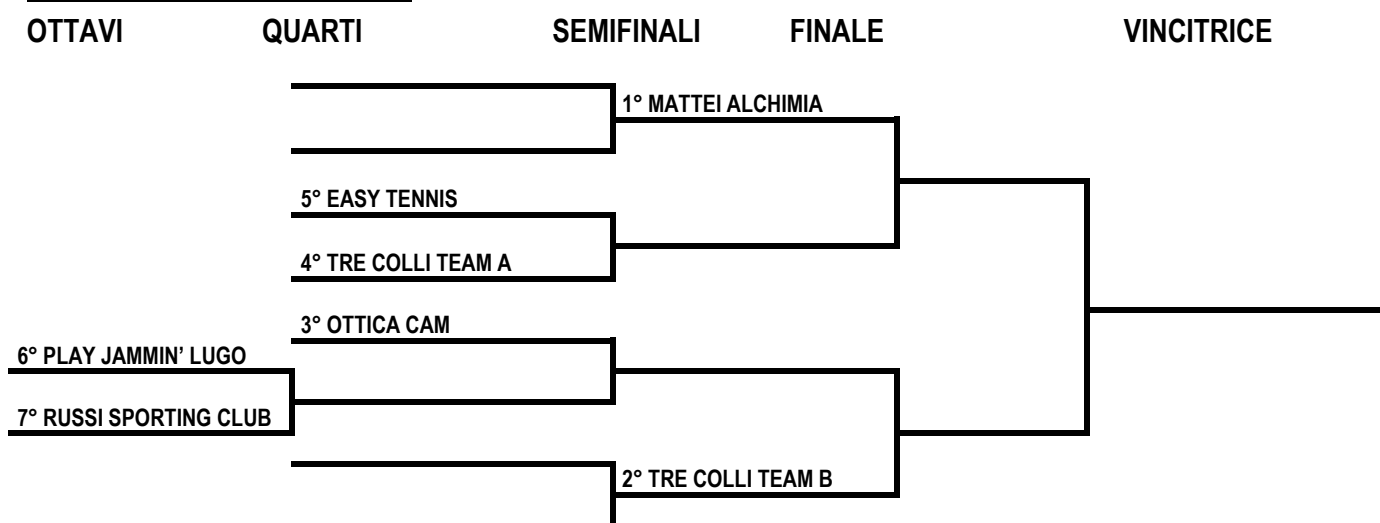 OTTAVI QUARTI SEMIFINALI FINALE VINCITRICE
1° MATTEI ALCHIMIA
5° EASY TENNIS
4° TRE COLLI TEAM A
3° OTTICA CAM
6° PLAY JAMMIN’ LUGO
7° RUSSI SPORTING CLUB
2° TRE COLLI TEAM B